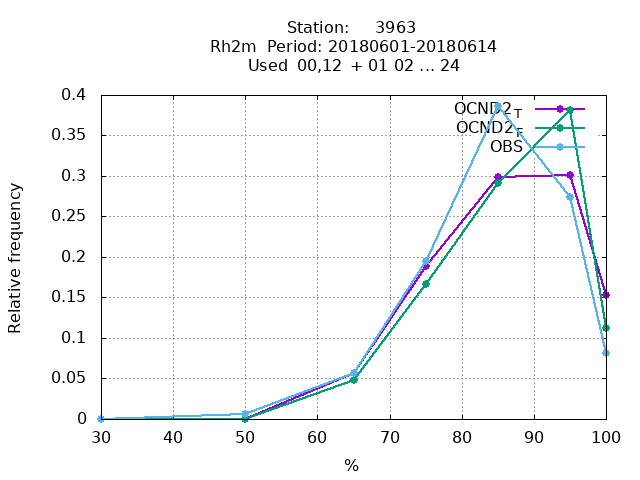 Station: 3963
Rh2m Period: 20180601-20180614
Used 00,12 + 01 02 ... 24
0.4
0.35
0.3
0.25
0.2
0.15
0.1
0.05
0
30 40 50 60 70 80 90 100
Relative frequency
%
OCND2_T
OCND2_F
OBS